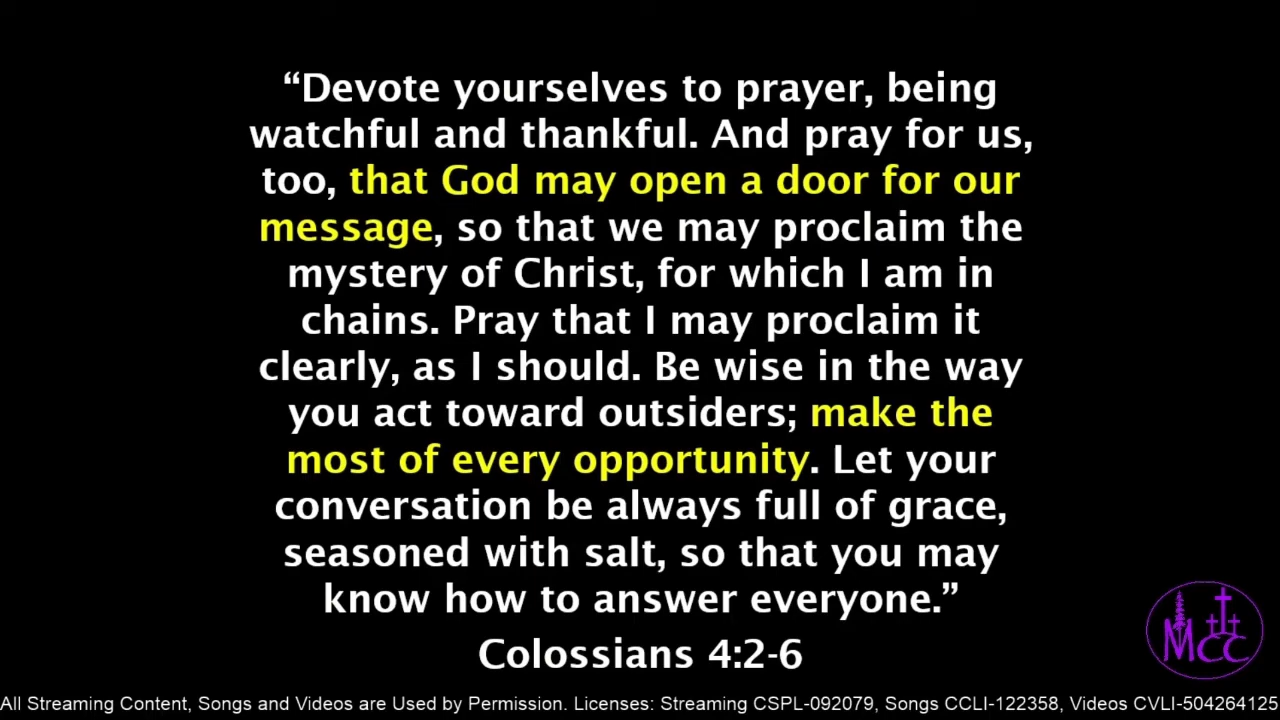 “Devote yourselves to prayer, being
watchful and thankful. And pray for us,
too, that God may open a door for our
message, so that we may proclaim the
mystery of Christ, for which I am in
chains. Pray that I may proclaim it
clearly, as I should. Be wise in the way
you act toward outsiders; make the
most of every opportunity. Let your
conversation be always full of grace,
seasoned with salt, so that you may
know how to answer everyone.”
Colossians 4:2-6
MCC
All Streaming Content, Songs and Videos are Used by Permission. Licenses: Streaming CSPL-092079, Songs CCLI-122358, Videos CVLI-504264125